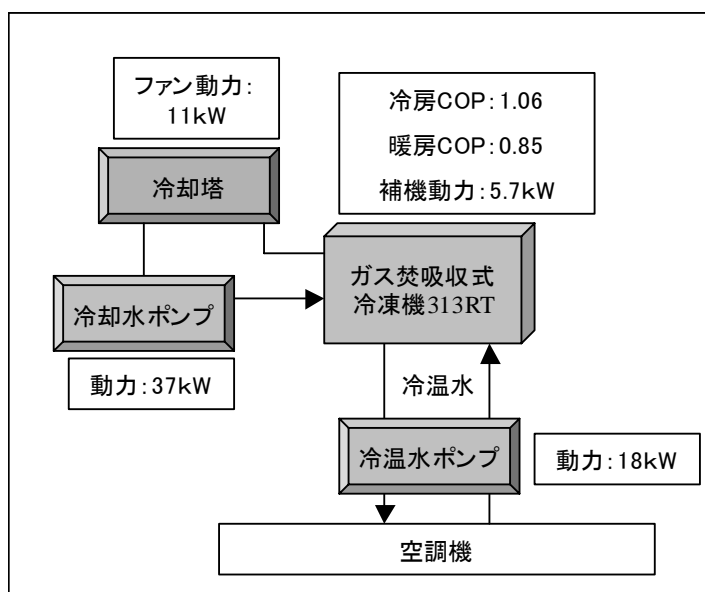 ファン動力：
11kW
冷房COP：1.06
暖房COP：0.85
補機動力：5.7kW
冷却塔
ガス焚吸収式
冷凍機313RT
冷却水ポンプ
動力：37kW
冷温水
冷温水ポンプ
動力：18kW
空調機